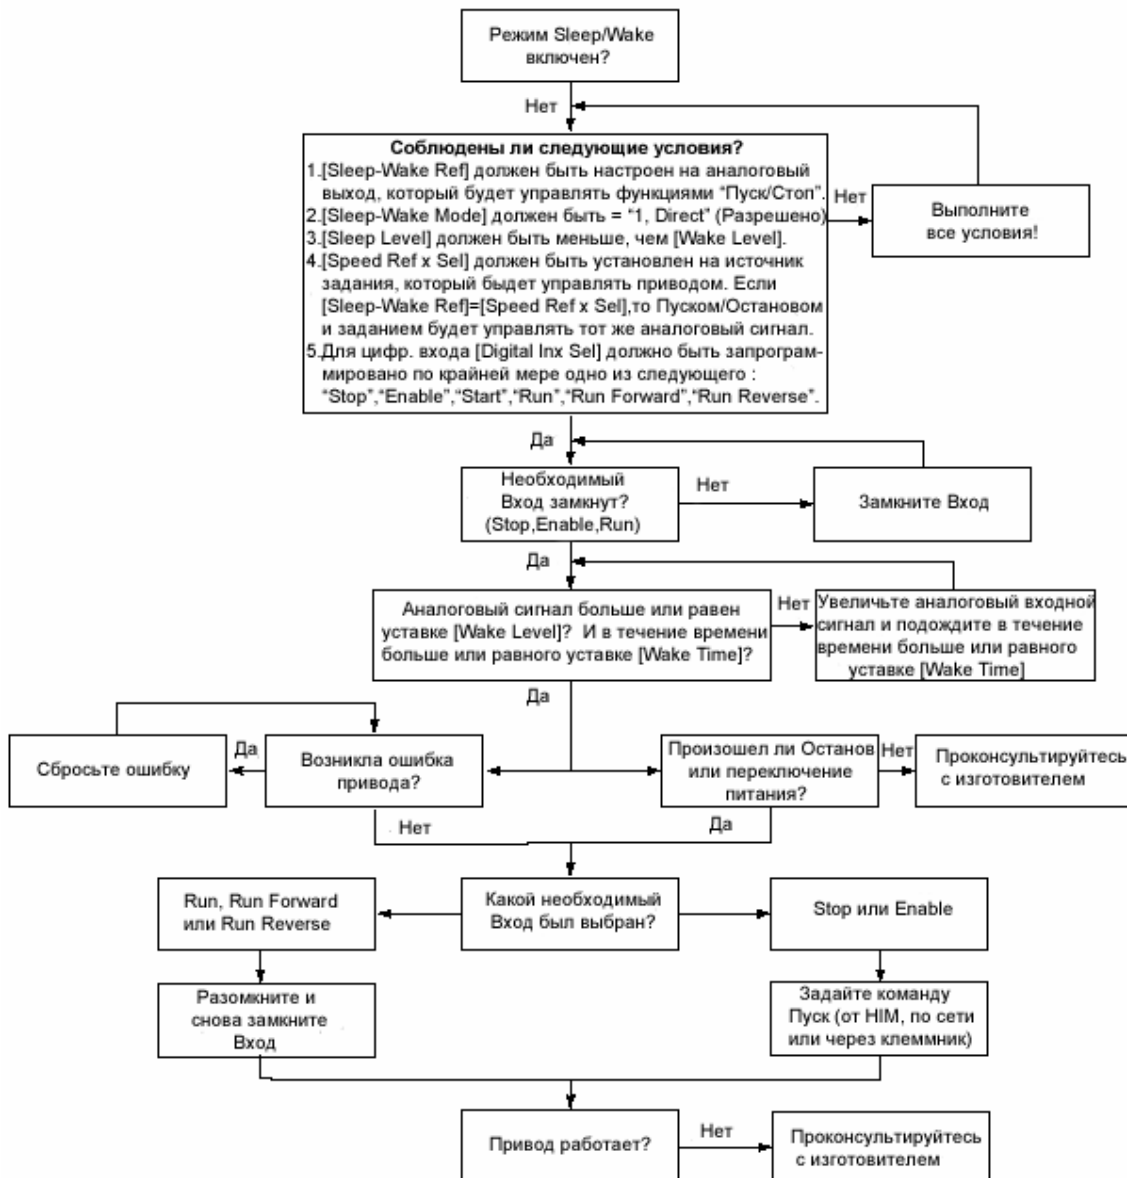 Режим Sleep/Wake
включен?
Нет
Соблюдены ли следующие условия?
1.[Sleep-Wake Ref] должен быть настроен на аналоговый
выход, который будет управлять функциями “Пуск/Стоп”.
2.[Sleep-Wake Mode] должен быть = “1, Direct” (Разрешено)
3.[Sleep Level] должен быть меньше, чем [Wake Level].
4.[Speed Ref x Sel] должен быть установлен на источник
задания, который быдет управлять приводом. Если
[Sleep-Wake Ref]=[Speed Ref x Sel],то Пуском/Остановом
и заданием будет управлять тот же аналоговый сигнал.
5.Для цифр. входа [Digital Inx Sel] должно быть запрограм-
мировано по крайней мере одно из следующего :
“Stop”,“Enable”,“Start”,“Run”,“Run Forward”,“Run Reverse”.
Нет
Выполните
все условия!
Да
Необходимый
Вход замкнут?
(Stop,Enable,Run)
Нет
Замкните Вход
Да
Аналоговый сигнал больше или равен
уставке [Wake Level]? И в течение времени
больше или равного уставке [Wake Time]?
Нет
Увеличьте аналоговый входной
сигнал и подождите в течение
времени больше или равного
уставке [Wake Time]
Да
Сбросьте ошибку
Да
Возникла ошибка
привода?
Произошел ли Останов
или переключение
питания?
Нет
Проконсультируйтесь
с изготовителем
Нет
Да
Run, Run Forward
или Run Reverse
Какой необходимый
Вход был выбран?
Stop или Enable
Разомкните и
снова замкните
Вход
Задайте команду
Пуск (от HIM, по сети
или через клеммник)
Привод работает?
Нет
Проконсультируйтесь
с изготовителем